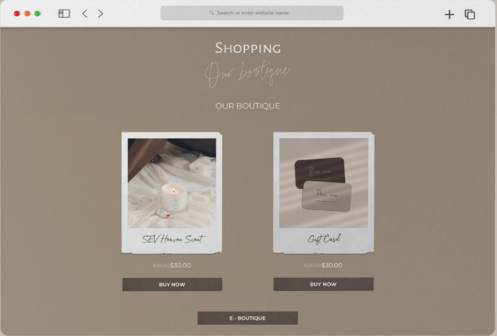 Search or enter website name
SHOPPING
Our boutique
OUR BOUTIQUE
SEV Scent
Gift Card
$30.00
$30.00
BUY NOW
BUY NOW
E - BOUTIQUE